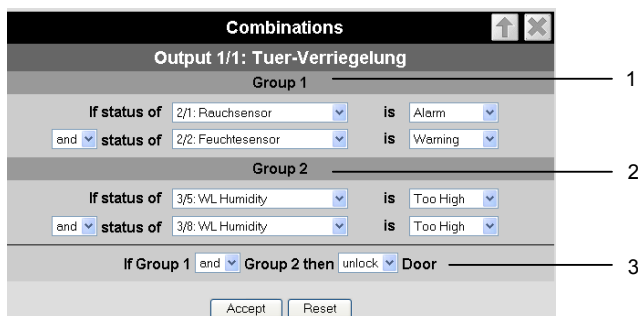 Combinations
Output 1/1: Tuer-Verriegelung
Group 1 1
If status of 2/1: Rauchsensor is Alarm
and status of 2/2: Feuchtesensor is Warning
Group 2 2
If status of 3/5: WL Humidity is Too High
and status of 3/8: WL Humidity is Too High
If Group 1 and Group 2 then unlock Door 3
Accept Reset